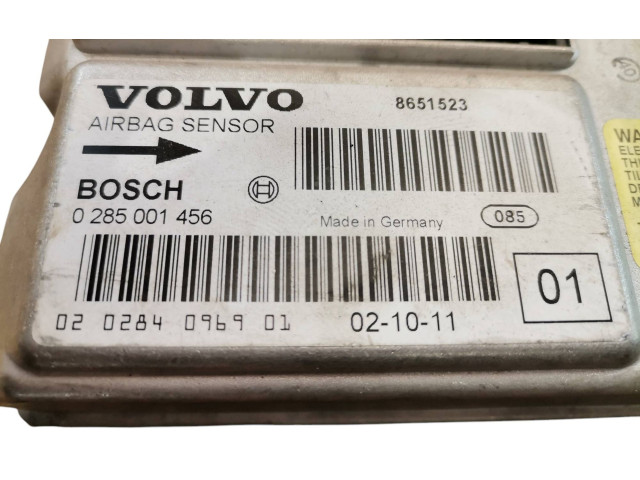 VOLVO 8651523
AIRBAG SENSOR
BOSCH
0 285 001 456 Made in Germany 085
01
02 0284 0969 01 02-10-11